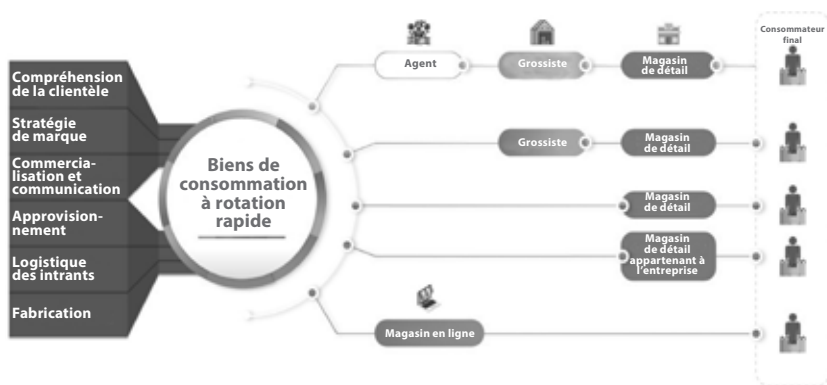 Compréhension
de la clientèle
Stratégie
de marque
Commercia-
lisation et
communication
Approvision-
nement
Logistique
des intrants
Fabrication
Biens de
consommation
à rotation
rapide
Agent
Grossiste
Magasin
de détail
Grossiste
Magasin
de détail
Magasin
de détail
Magasin
de détail
appartenant à
l'entreprise
Magasin en ligne
Consommateur
final